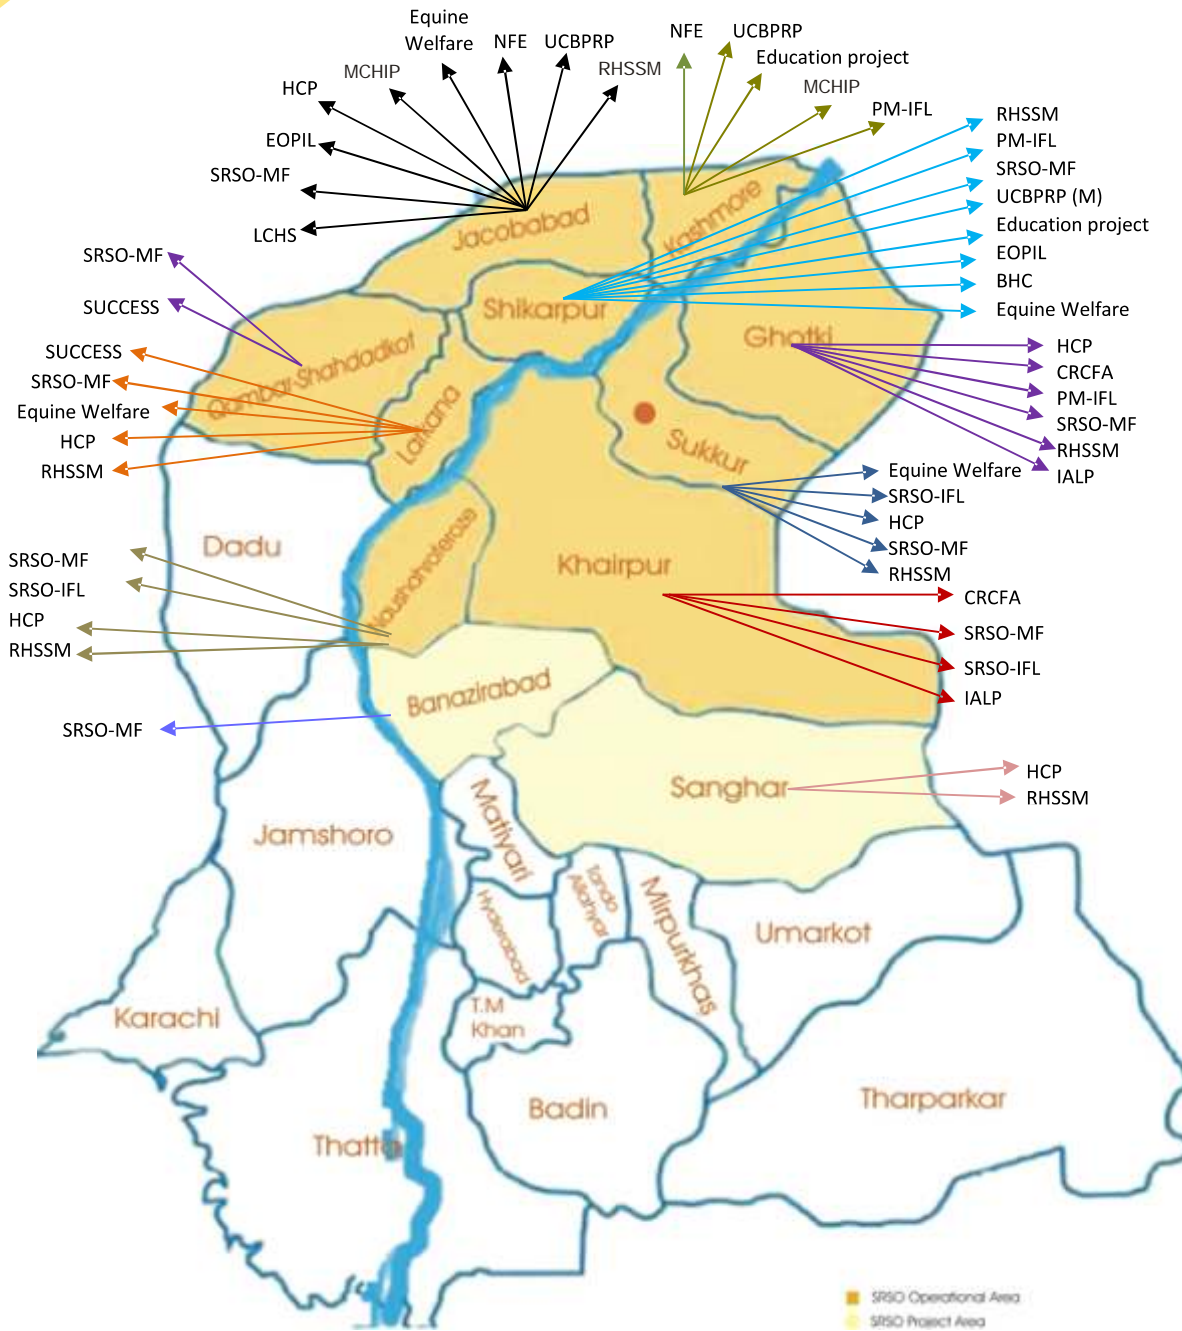 Equine
Welfare
NFE
UCBPRP
RHSSM
MCHIP
HCP
EOPIL
SRSO-MF
LCHS
NFE
UCBPRP
Education project
MCHIP
PM-IFL
RHSSM
PM-IFL
SRSO-MF
UCBPRP (M)
Education project
EOPIL
BHC
Equine Welfare
SRSO-MF
SUCCESS
SUCCESS
SRSO-MF
Equine Welfare
HCP
RHSSM
HCP
CRCFA
PM-IFL
SRSO-MF
RHSSM
IALP
Equine Welfare
SRSO-IFL
HCP
SRSO-MF
RHSSM
SRSO-MF
SRSO-IFL
HCP
RHSSM
CRCFA
SRSO-MF
SRSO-IFL
IALP
SRSO-MF
HCP
RHSSM
Jacobabad
Kashmore
Shikarpur
Ghotki
Qambar-Shahdadkot
Larkana
Sukkur
Dadu
Naushahroferoze
Khairpur
Banazirabad
Sanghar
Jamshoro
Matiyari
Hyderabad
Tando
Allahyar
Mirpurkhas
Umarkot
Karachi
T.M
Khan
Badin
Tharparkar
Thatta
SRSO Operational Area
SRSO Project Area